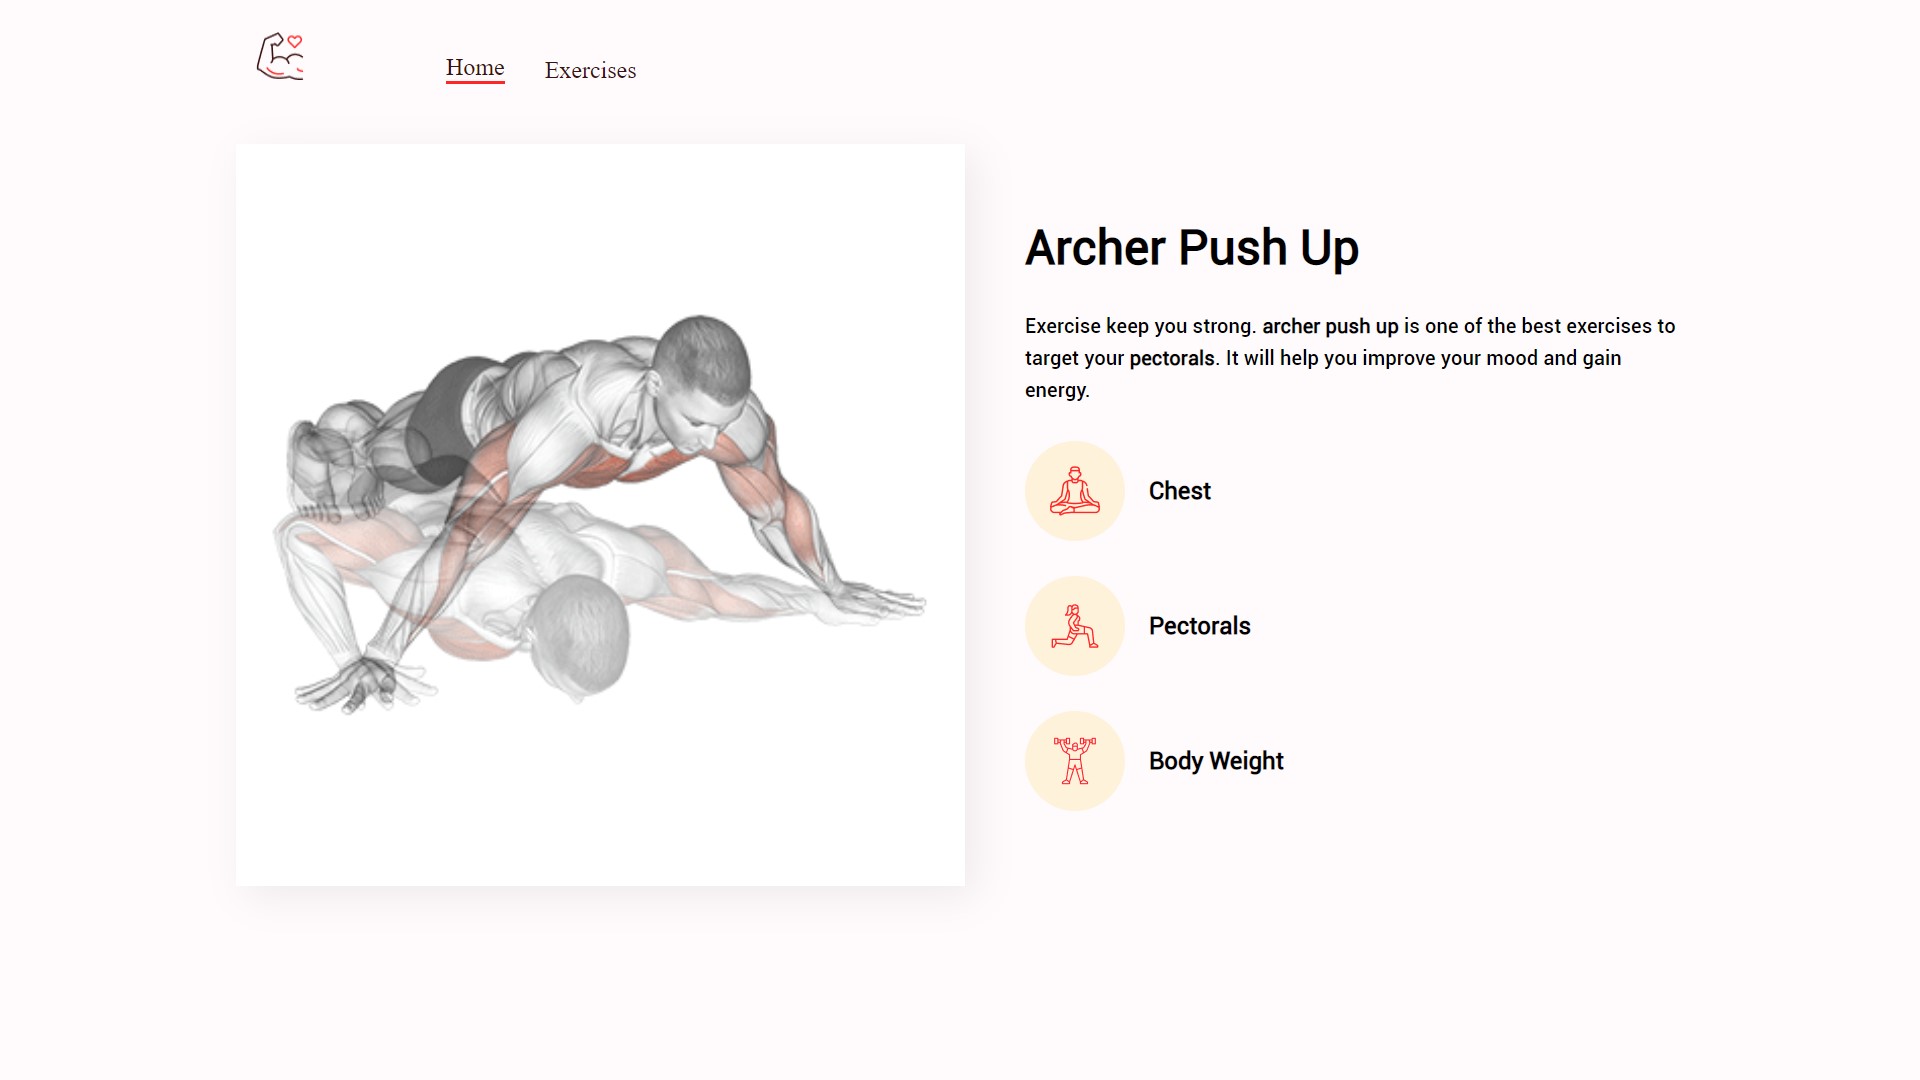 Home
Exercises
Archer Push Up
Exercise keep you strong. archer push up is one of the best exercises to
target your pectorals. It will help you improve your mood and gain
energy.
Chest
Pectorals
Body Weight